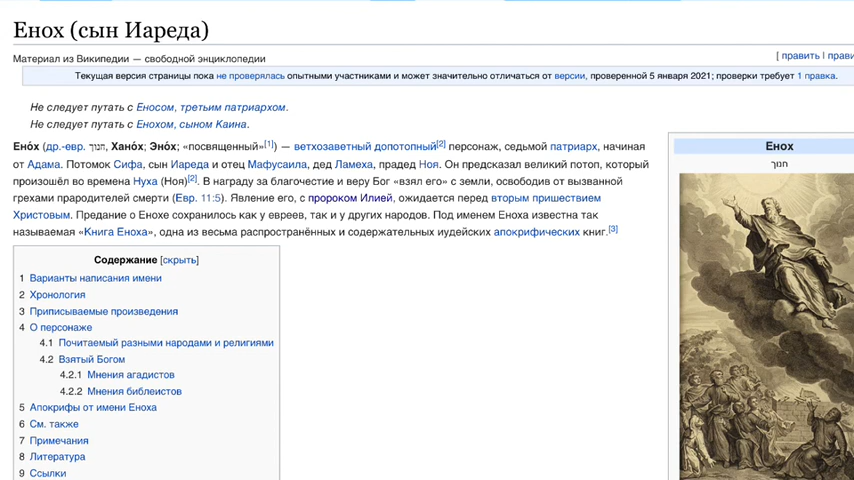 Енох (сын Иареда)
Материал из Википедии — свободной энциклопедии
[ править | прави
Текущая версия страницы пока не проверялась опытными участниками и может значительно отличаться от версии, проверенной 5 января 2021; проверки требует 1 правка.
Не следует путать с Еносом, третьим патриархом.
Не следует путать с Енохом, сыном Каина.
Ено́х (др.-евр. חנוך, Хано́х; Эно́х; «посвященный»[1]) — ветхозаветный допотопный[2] персонаж, седьмой патриарх, начиная
от Адама. Потомок Сифа, сын Иареда и отец Мафусаила, дед Ламеха, прадед Ноя. Он предсказал великий потоп, который
произошёл во времена Нуха (Ноя)[2]. В награду за благочестие и веру Бог «взял его» с земли, освободив от вызванной
грехами прародителей смерти (Евр. 11:5). Явление его, с пророком Илией, ожидается перед вторым пришествием
Христовым. Предание о Енохе сохранилось как у евреев, так и у других народов. Под именем Еноха известна так
называемая «Книга Еноха», одна из весьма распространённых и содержательных иудейских апокрифических книг.[3]
Енох
חנוך
Содержание [скрыть]
1 Варианты написания имени
2 Хронология
3 Приписываемые произведения
4 О персонаже
4.1 Почитаемый разными народами и религиями
4.2 Взятый Богом
4.2.1 Мнения агадистов
4.2.2 Мнения библеистов
5 Апокрифы от имени Еноха
6 См. также
7 Примечания
8 Литература
9 Ссылки